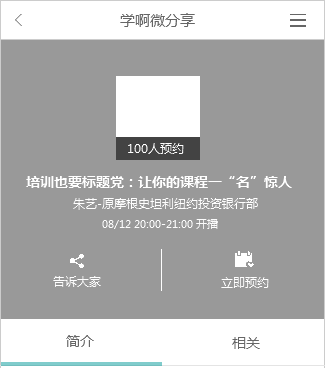 学啊微分享
100人预约
培训也要标题党：让你的课程一“名”惊人
朱艺-原摩根史坦利纽约投资银行部
08/12 20:00-21:00 开播
告诉大家
立即预约
简介
相关